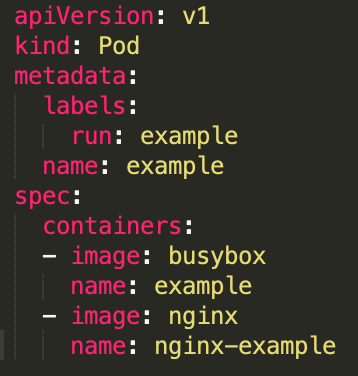 apiVersion: v1
kind: Pod
metadata:
  labels:
    run: example
  name: example
spec:
  containers:
  - image: busybox
    name: example
  - image: nginx
    name: nginx-example